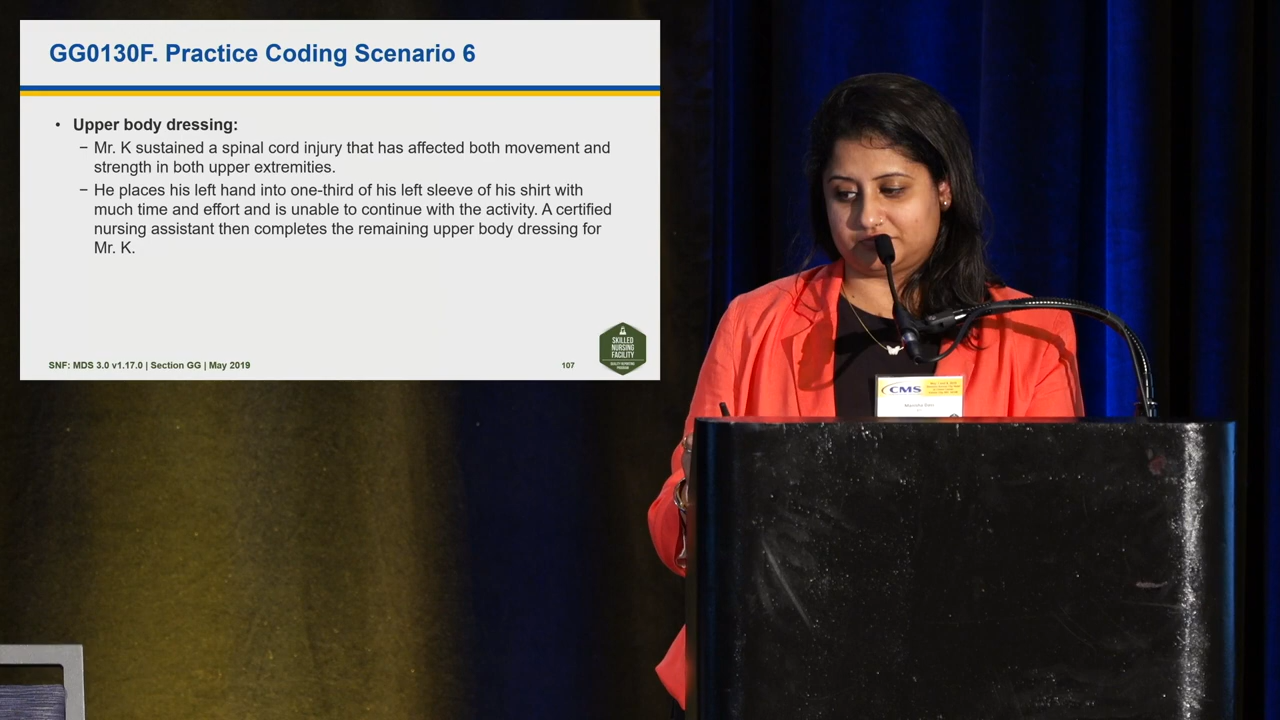 GG0130F. Practice Coding Scenario 6
• Upper body dressing:
− Mr. K sustained a spinal cord injury that has affected both movement and
strength in both upper extremities.
− He places his left hand into one-third of his left sleeve of his shirt with
much time and effort and is unable to continue with the activity. A certified
nursing assistant then completes the remaining upper body dressing for
Mr. K.
SKILLED
NURSING
FACILITY
QUALITY REPORTING
PROGRAM
SNF: MDS 3.0 v1.17.0 | Section GG | May 2019
107
CMS